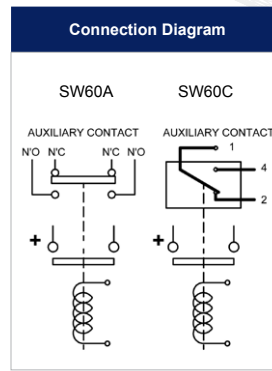 Connection Diagram
SW60A SW60C
AUXILIARY CONTACT AUXILIARY CONTACT
N'O N'C N'C N'O
1
4
2
+ +